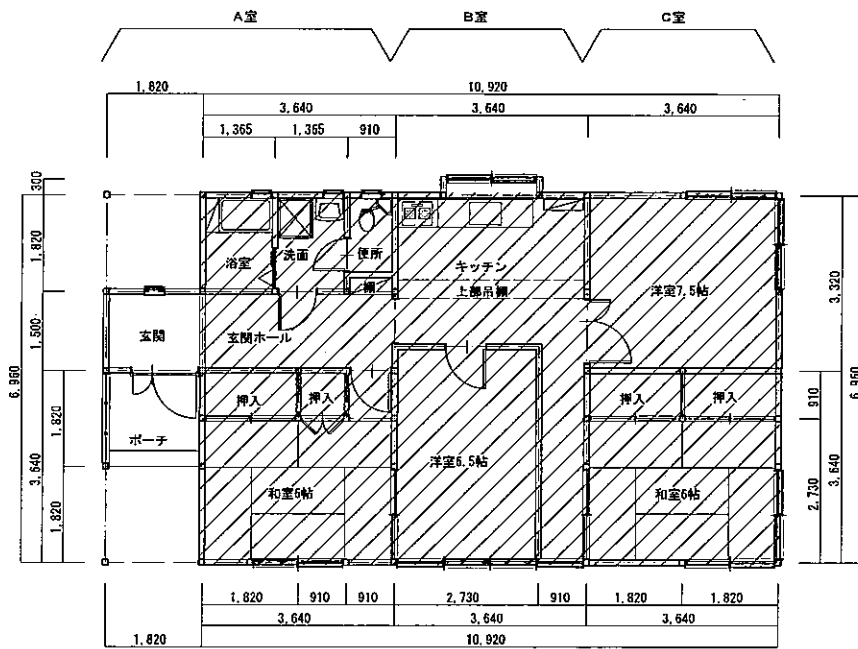 A室 B室 C室
1,820 10,920
3,640 3,640 3,640
1,365 1,365 910
300
1,820
1,500
6,960
1,820
3,640
1,820
3,320
6,960
910
3,640
2,730
浴室 洗面 便所
キッチン
棚 上部吊棚
洋室7.5帖
玄関 玄関ホール
押入 押入 押入 押入
ポーチ
洋室6.5帖
和室6帖 和室6帖
1,820 910 910 2,730 910 1,820 1,820
3,640 3,640 3,640
1,820 10,920